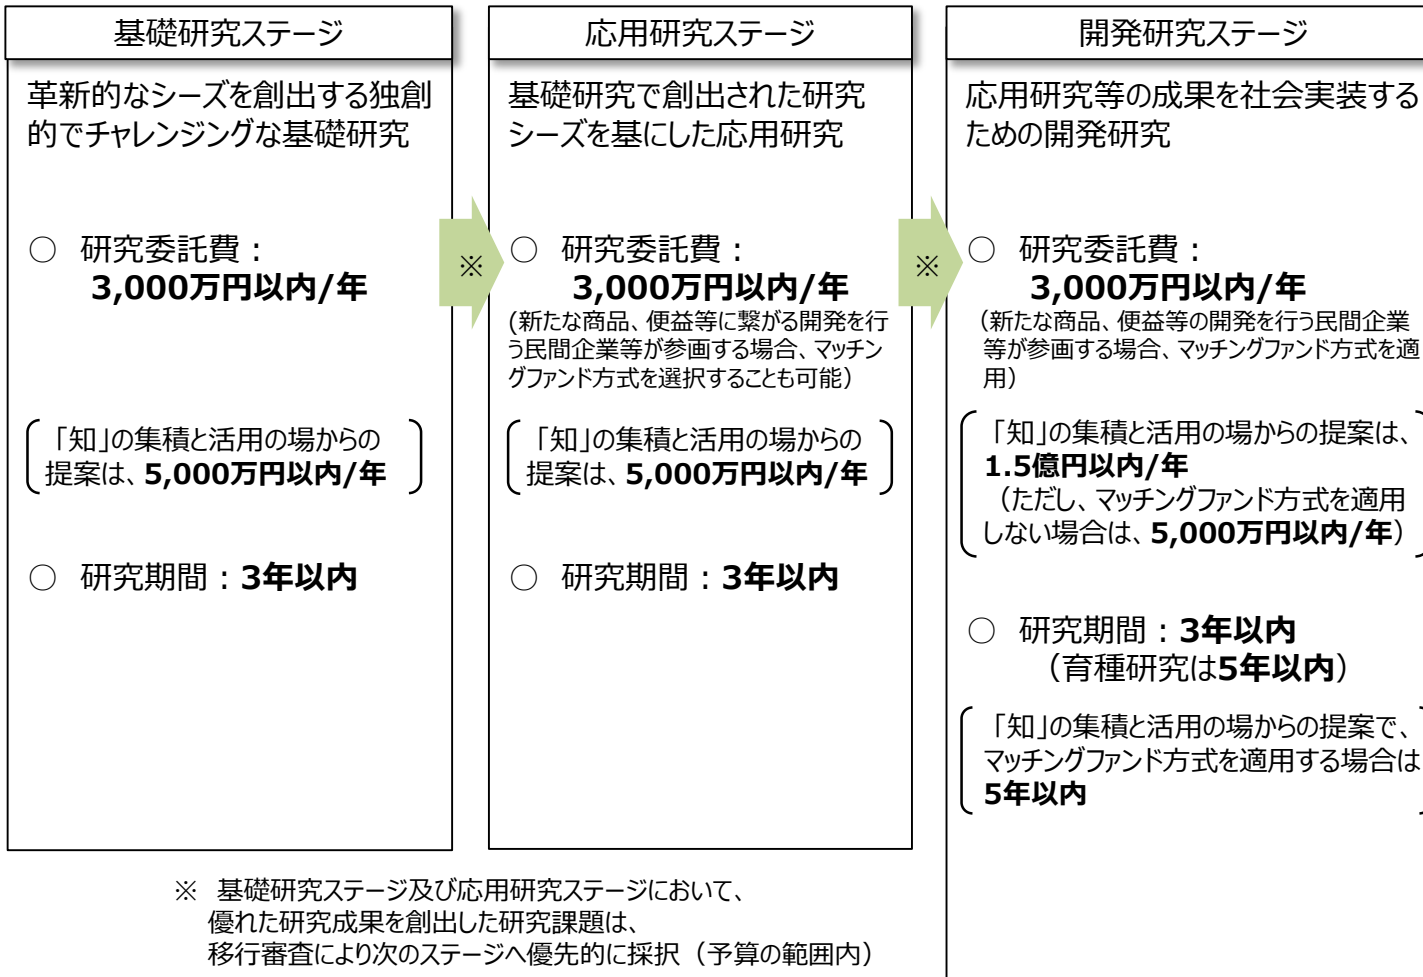 基礎研究ステージ
革新的なシーズを創出する独創
的でチャレンジングな基礎研究
○ 研究委託費：
3,000万円以内/年
「知」の集積と活用の場からの
提案は、5,000万円以内/年
○ 研究期間：3年以内
※
応用研究ステージ
基礎研究で創出された研究
シーズを基にした応用研究
○ 研究委託費：
3,000万円以内/年
(新たな商品、便益等に繋がる開発を行
う民間企業等が参画する場合、マッチン
グファンド方式を選択することも可能）
「知」の集積と活用の場からの
提案は、5,000万円以内/年
○ 研究期間：3年以内
※
開発研究ステージ
応用研究等の成果を社会実装する
ための開発研究
○ 研究委託費：
3,000万円以内/年
（新たな商品、便益等の開発を行う民間企業
等が参画する場合、マッチングファンド方式を適
用）
「知」の集積と活用の場からの提案は、
1.5億円以内/年
（ただし、マッチングファンド方式を適用
しない場合は、5,000万円以内/年）
○ 研究期間：3年以内
（育種研究は5年以内）
「知」の集積と活用の場からの提案で、
マッチングファンド方式を適用する場合は
5年以内
※ 基礎研究ステージ及び応用研究ステージにおいて、
優れた研究成果を創出した研究課題は、
移行審査により次のステージへ優先的に採択（予算の範囲内）